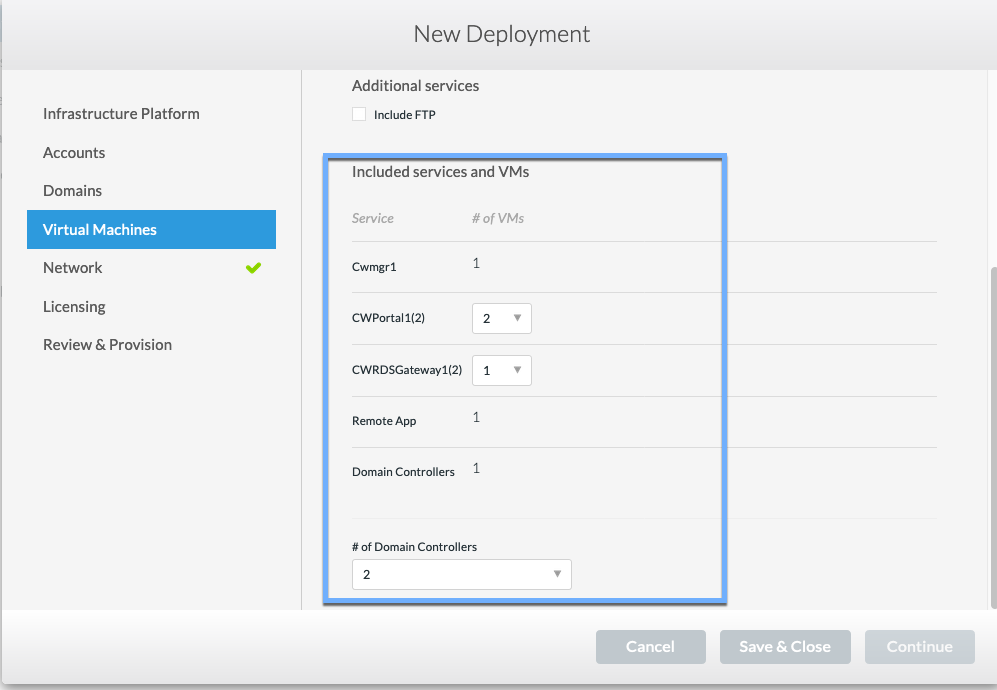 New Deployment
Infrastructure Platform
Accounts
Domains
Virtual Machines
Network
Licensing
Review & Provision
Additional services
Include FTP
Included services and VMs
Service # of VMs
Cwmgr1 1
CWPortal1(2) 2
CWRDSGateway1(2) 1
Remote App 1
Domain Controllers 1
# of Domain Controllers
2
Cancel Save & Close Continue